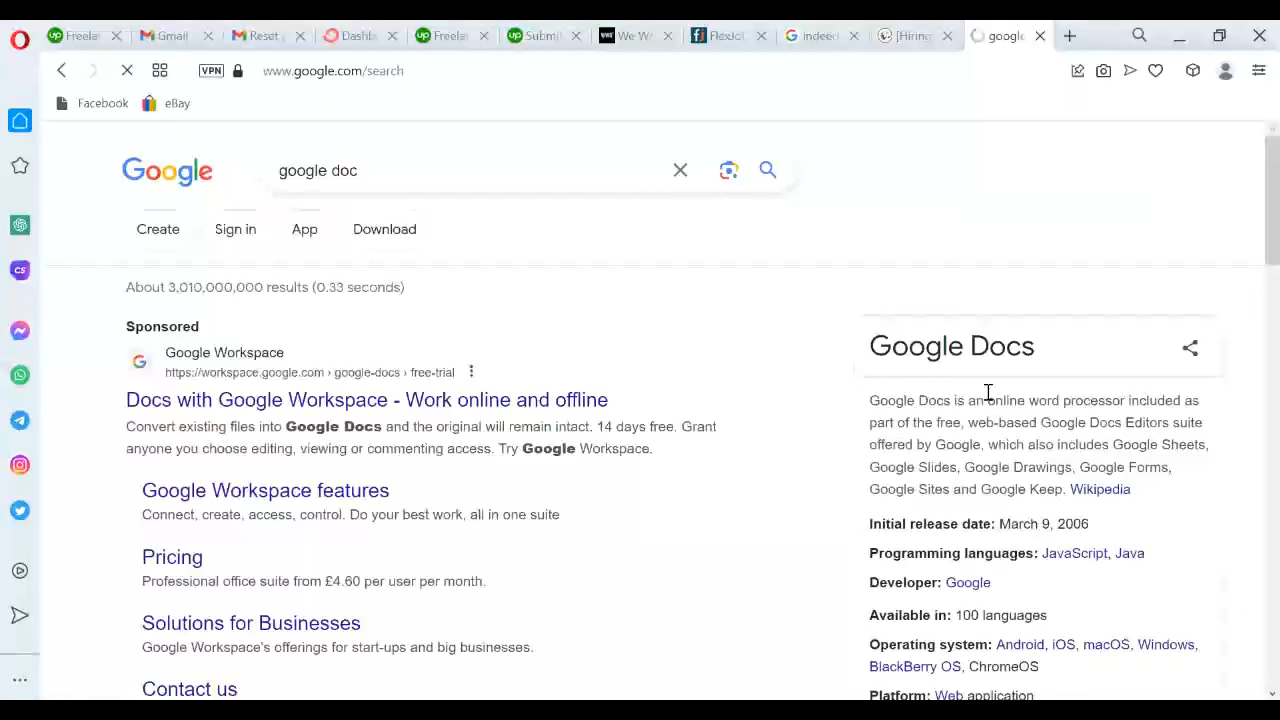 Freelan
Gmail
Reset
Dashb
Freelan
Submit
We W
FlexJob
indeed
[Hiring
google
VPN
www.google.com/search
Facebook
eBay
Google
google doc
Create
Sign in
App
Download
About 3,010,000,000 results (0.33 seconds)
Sponsored
Google Workspace
https://workspace.google.com › google-docs › free-trial
Docs with Google Workspace - Work online and offline
Convert existing files into Google Docs and the original will remain intact. 14 days free. Grant
anyone you choose editing, viewing or commenting access. Try Google Workspace.
Google Workspace features
Connect, create, access, control. Do your best work, all in one suite
Pricing
Professional office suite from £4.60 per user per month.
Solutions for Businesses
Google Workspace's offerings for start-ups and big businesses.
Contact us
Google Docs
Google Docs is an online word processor included as
part of the free, web-based Google Docs Editors suite
offered by Google, which also includes Google Sheets,
Google Slides, Google Drawings, Google Forms,
Google Sites and Google Keep. Wikipedia
Initial release date: March 9, 2006
Programming languages: JavaScript, Java
Developer: Google
Available in: 100 languages
Operating system: Android, iOS, macOS, Windows,
BlackBerry OS, ChromeOS
Platform: Web application